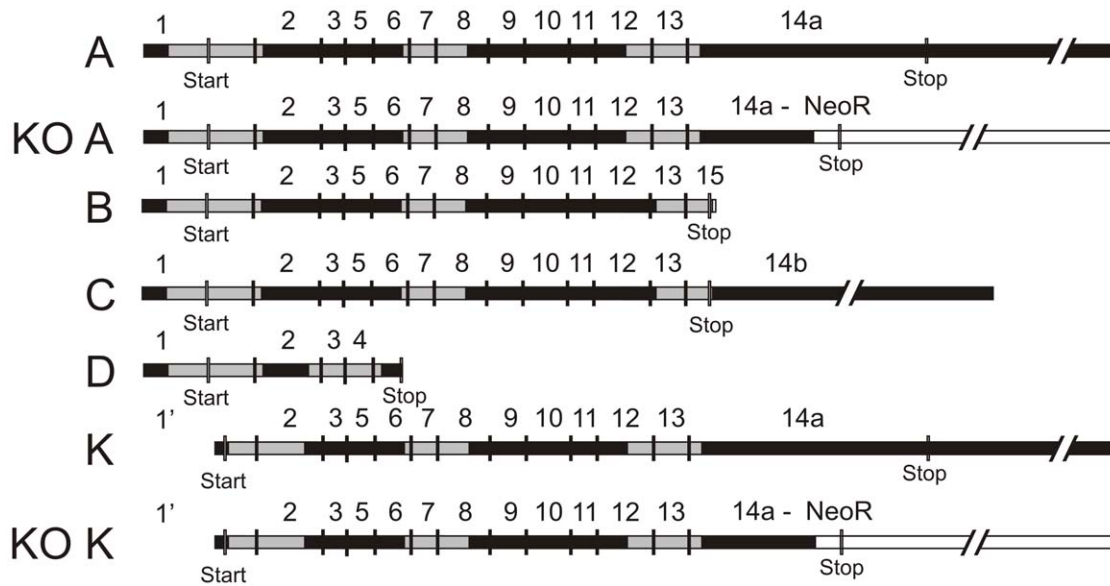 1 2 3 5 6 7 8 9 10 11 12 13 14a
A
Start Stop
1 2 3 5 6 7 8 9 10 11 12 13 14a - NeoR
KO A
Start Stop
1 2 3 5 6 7 8 9 10 11 12 13 15
B
Start Stop
1 2 3 5 6 7 8 9 10 11 12 13 14b
C
Start Stop
1 2 3 4
D
Start Stop
1’ 2 3 5 6 7 8 9 10 11 12 13 14a
K
Start Stop
1’ 2 3 5 6 7 8 9 10 11 12 13 14a - NeoR
KO K
Start Stop